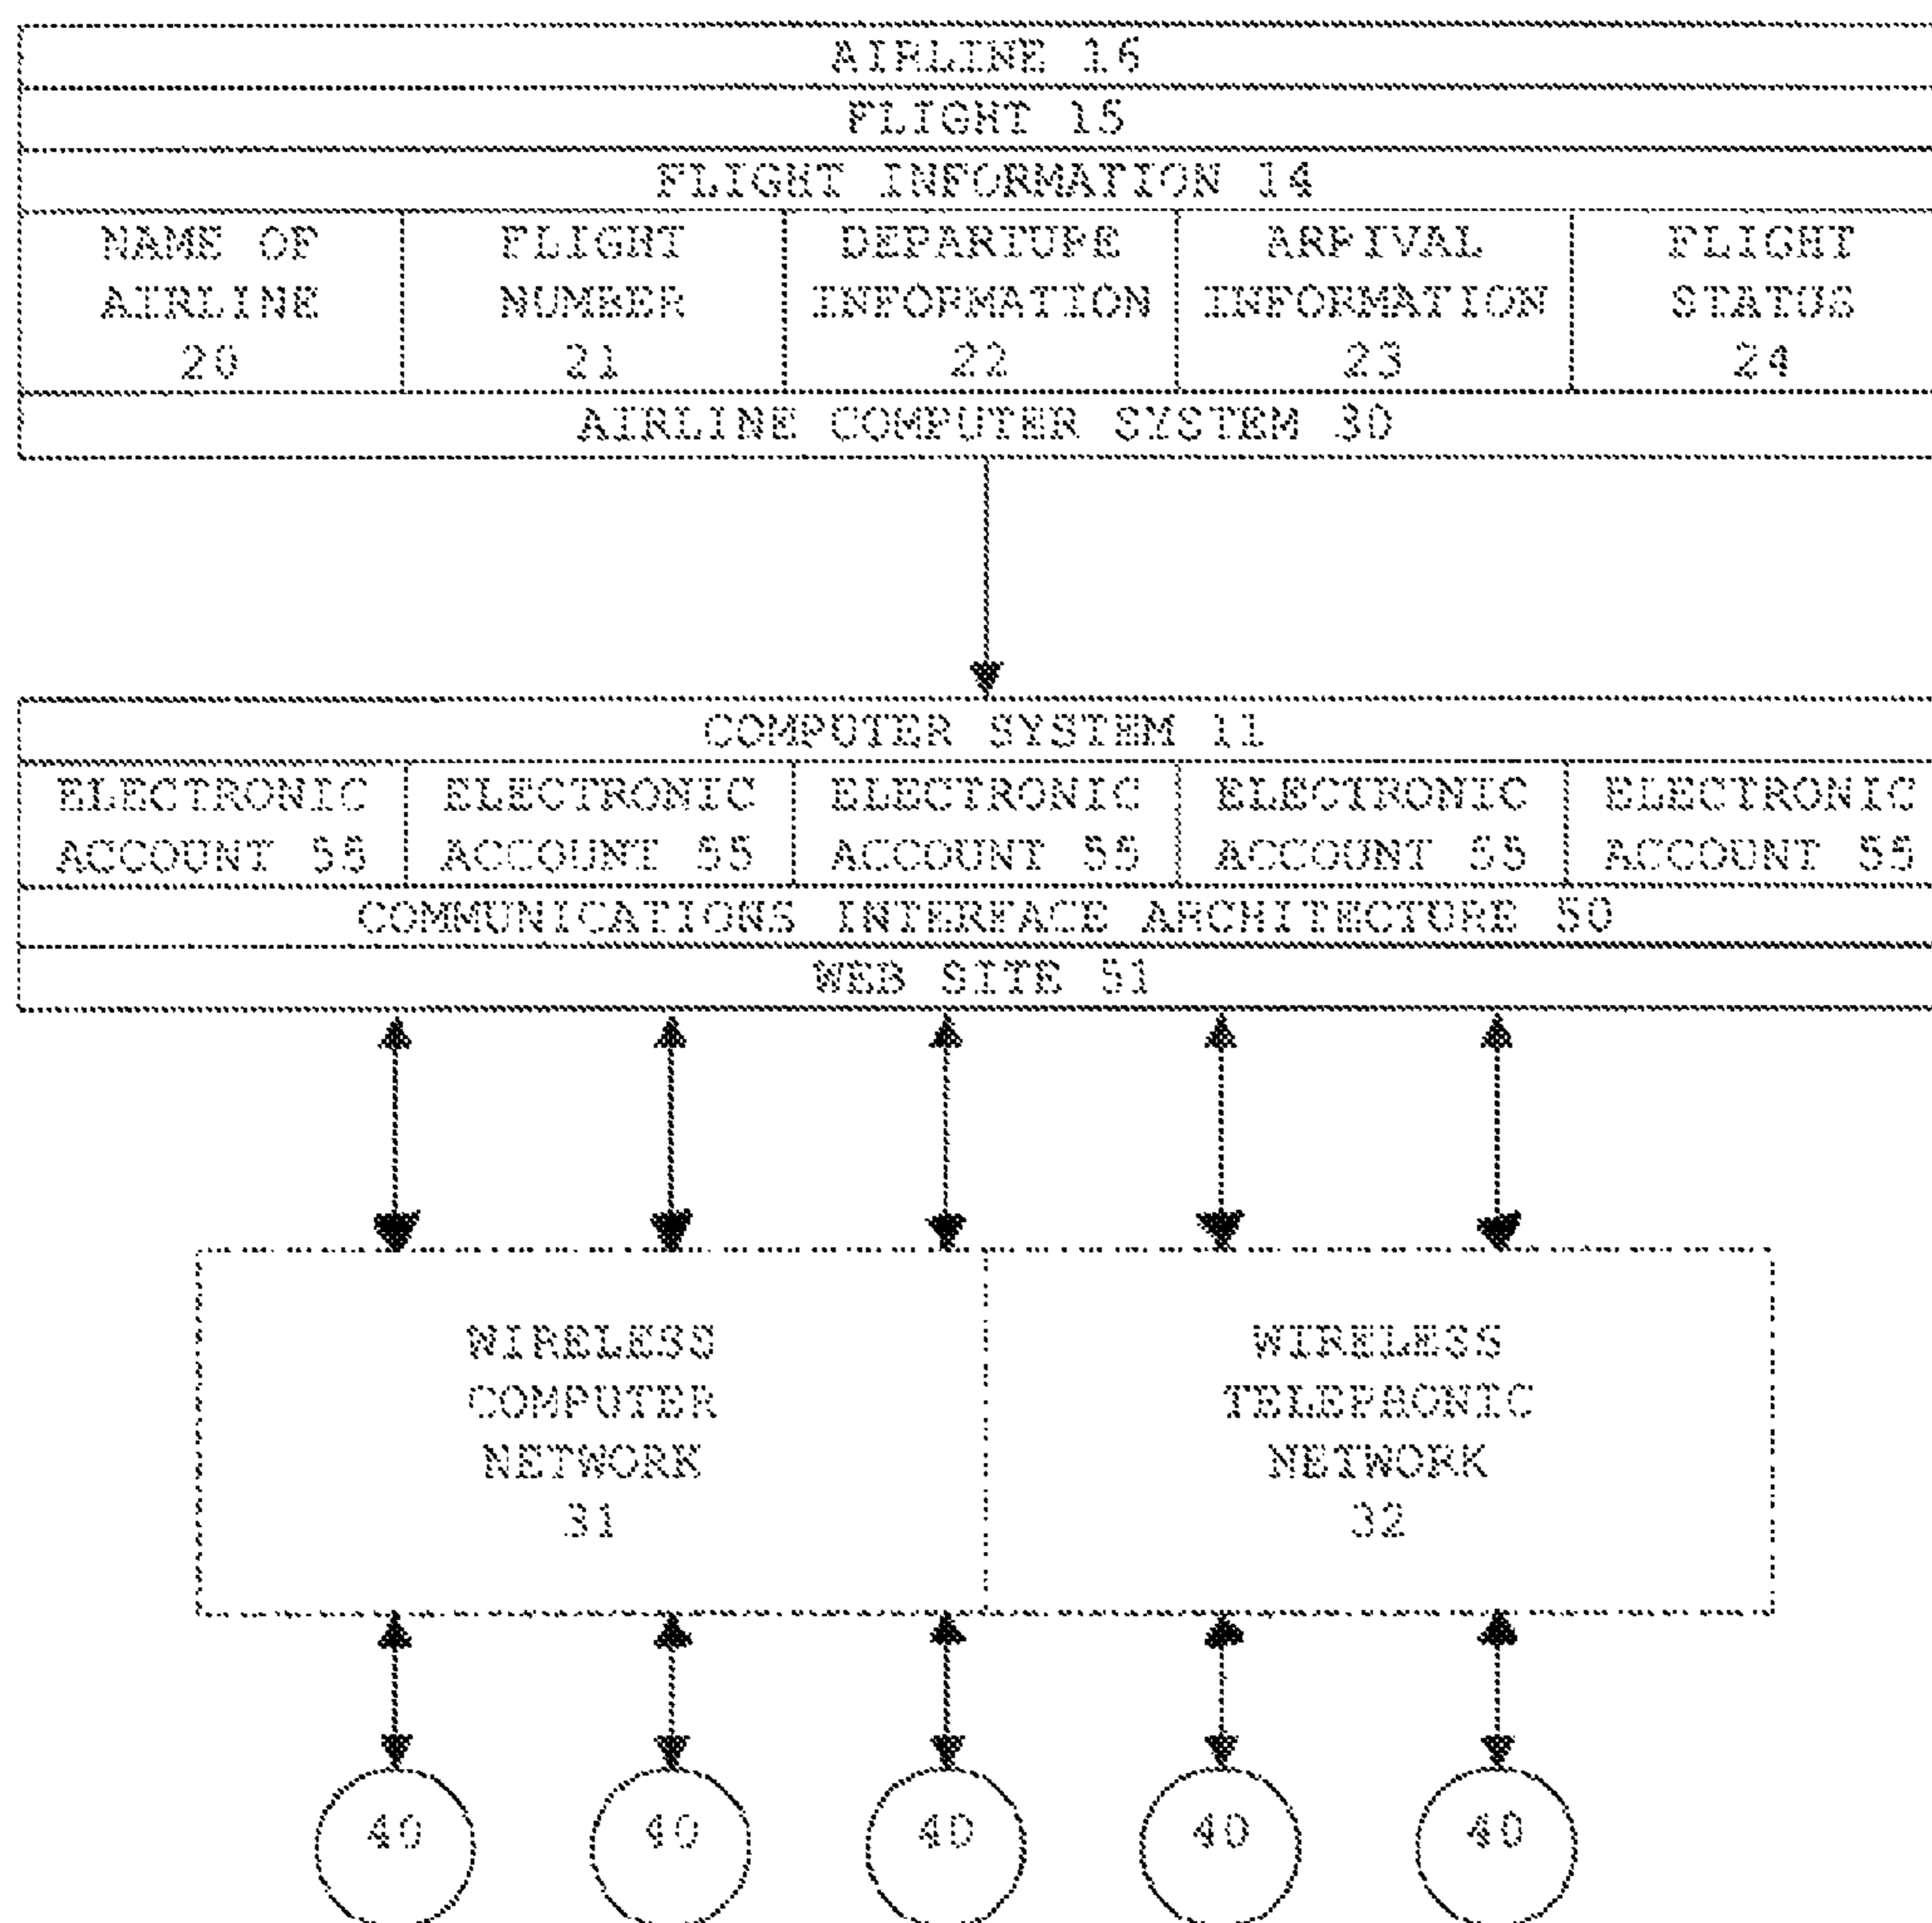 AIRLINE 16
FLIGHT 15
FLIGHT INFORMATION 14
NAME OF AIRLINE 20
FLIGHT NUMBER 21
DEPARTURE INFORMATION 22
ARRIVAL INFORMATION 23
FLIGHT STATUS 24
AIRLINE COMPUTER SYSTEM 30
COMPUTER SYSTEM 11
ELECTRONIC ACCOUNT 55
ELECTRONIC ACCOUNT 55
ELECTRONIC ACCOUNT 55
ELECTRONIC ACCOUNT 55
ELECTRONIC ACCOUNT 55
COMMUNICATIONS INTERFACE ARCHITECTURE 50
WEB SITE 51
WIRELESS
COMPUTER
NETWORK
31
WIRELESS
TELEPHONIC
NETWORK
32
40
40
40
40
40